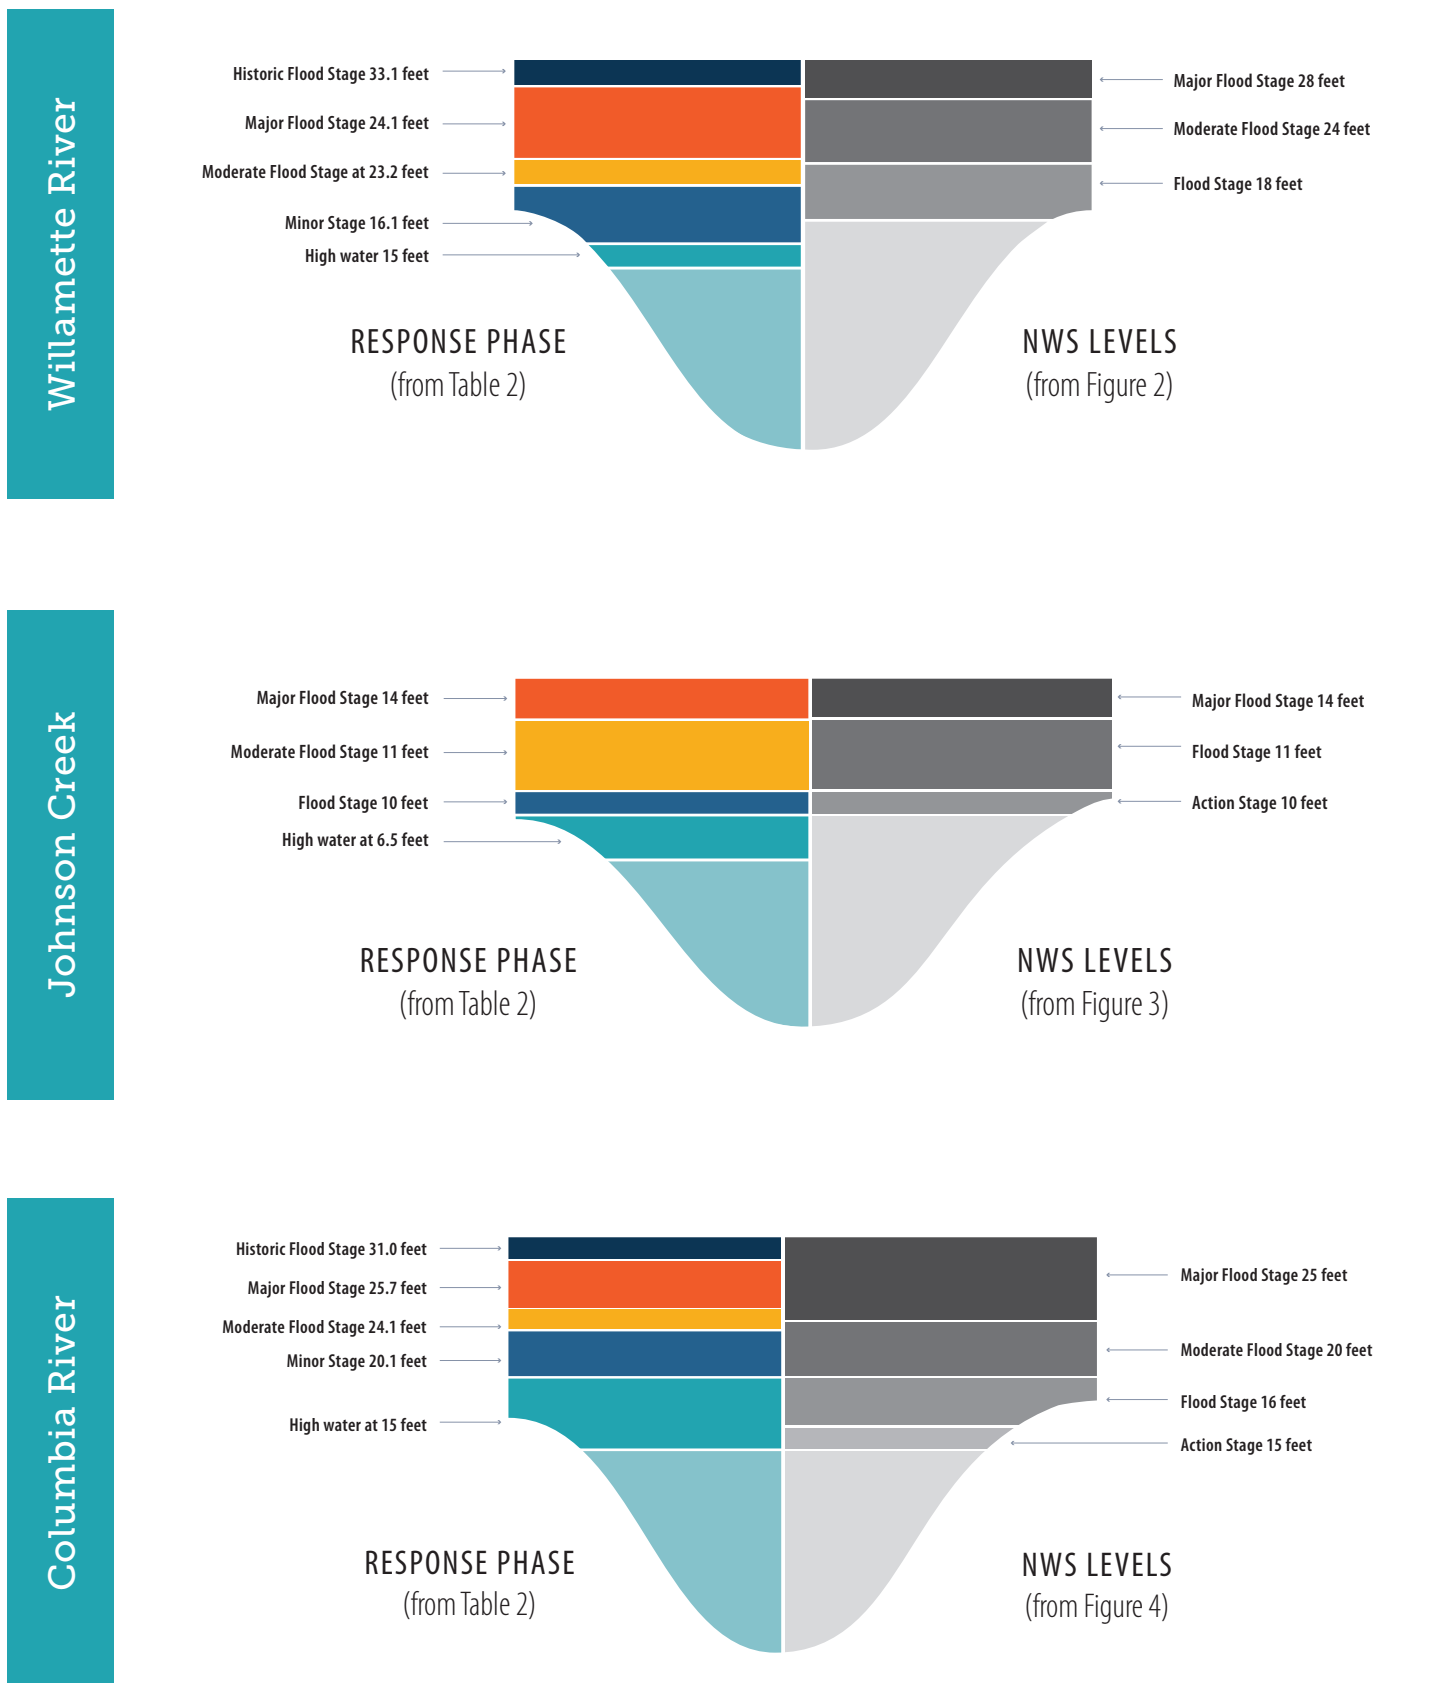 Willamette River
Historic Flood Stage 33.1 feet
Major Flood Stage 24.1 feet
Moderate Flood Stage at 23.2 feet
Minor Stage 16.1 feet
High water 15 feet
RESPONSE PHASE
(from Table 2)
Major Flood Stage 28 feet
Moderate Flood Stage 24 feet
Flood Stage 18 feet
NWS LEVELS
(from Figure 2)
Johnson Creek
Major Flood Stage 14 feet
Moderate Flood Stage 11 feet
Flood Stage 10 feet
High water at 6.5 feet
RESPONSE PHASE
(from Table 2)
Major Flood Stage 14 feet
Flood Stage 11 feet
Action Stage 10 feet
NWS LEVELS
(from Figure 3)
Columbia River
Historic Flood Stage 31.0 feet
Major Flood Stage 25.7 feet
Moderate Flood Stage 24.1 feet
Minor Stage 20.1 feet
High water at 15 feet
RESPONSE PHASE
(from Table 2)
Major Flood Stage 25 feet
Moderate Flood Stage 20 feet
Flood Stage 16 feet
Action Stage 15 feet
NWS LEVELS
(from Figure 4)